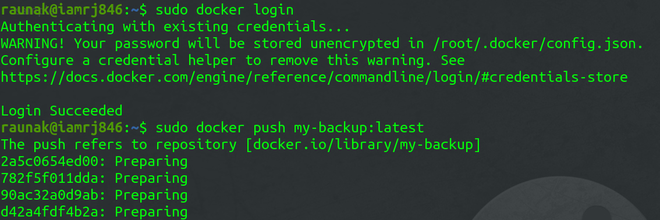 raunak@iamrj846:~$ sudo docker login
Authenticating with existing credentials...
WARNING! Your password will be stored unencrypted in /root/.docker/config.json.
Configure a credential helper to remove this warning. See
https://docs.docker.com/engine/reference/commandline/login/#credentials-store

Login Succeeded
raunak@iamrj846:~$ sudo docker push my-backup:latest
The push refers to repository [docker.io/library/my-backup]
2a5c0654ed00: Preparing
782f5f011dda: Preparing
90ac32a0d9ab: Preparing
d42a4fdf4b2a: Preparing